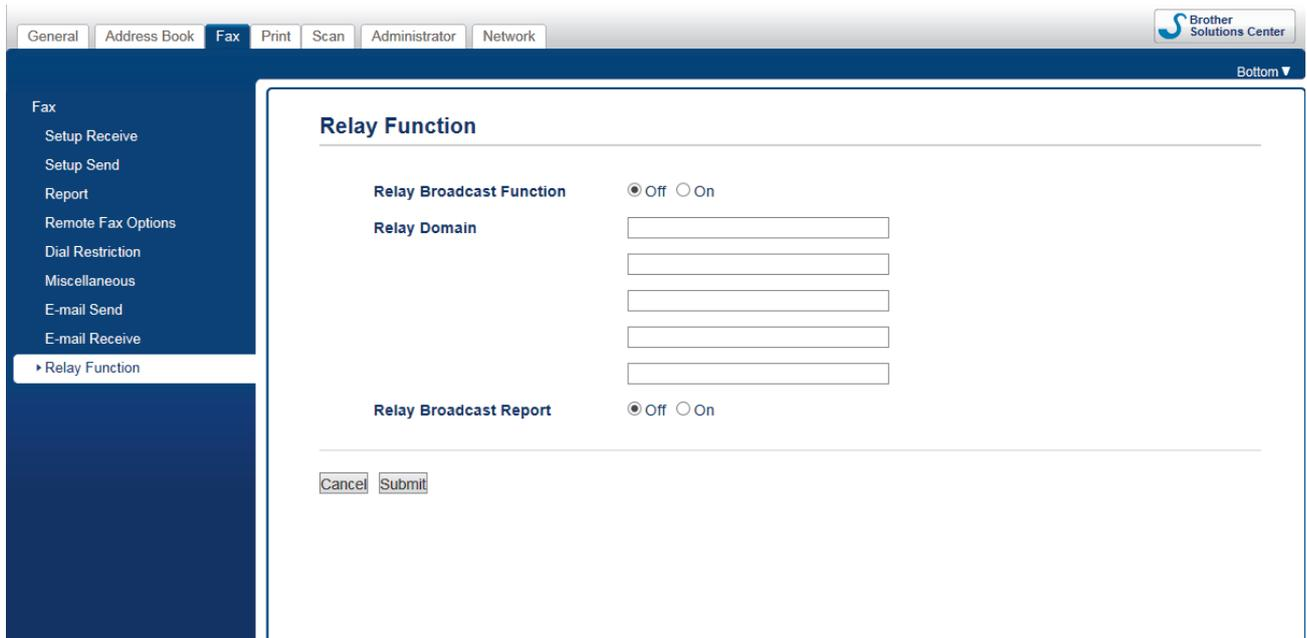 Brother
Solutions Center
General Address Book Fax Print Scan Administrator Network
Bottom▼
Fax
Setup Receive
Setup Send
Report
Remote Fax Options
Dial Restriction
Miscellaneous
E-mail Send
E-mail Receive
Relay Function
Relay Function
Relay Broadcast Function Off On
Relay Domain
Relay Broadcast Report Off On
Cancel Submit